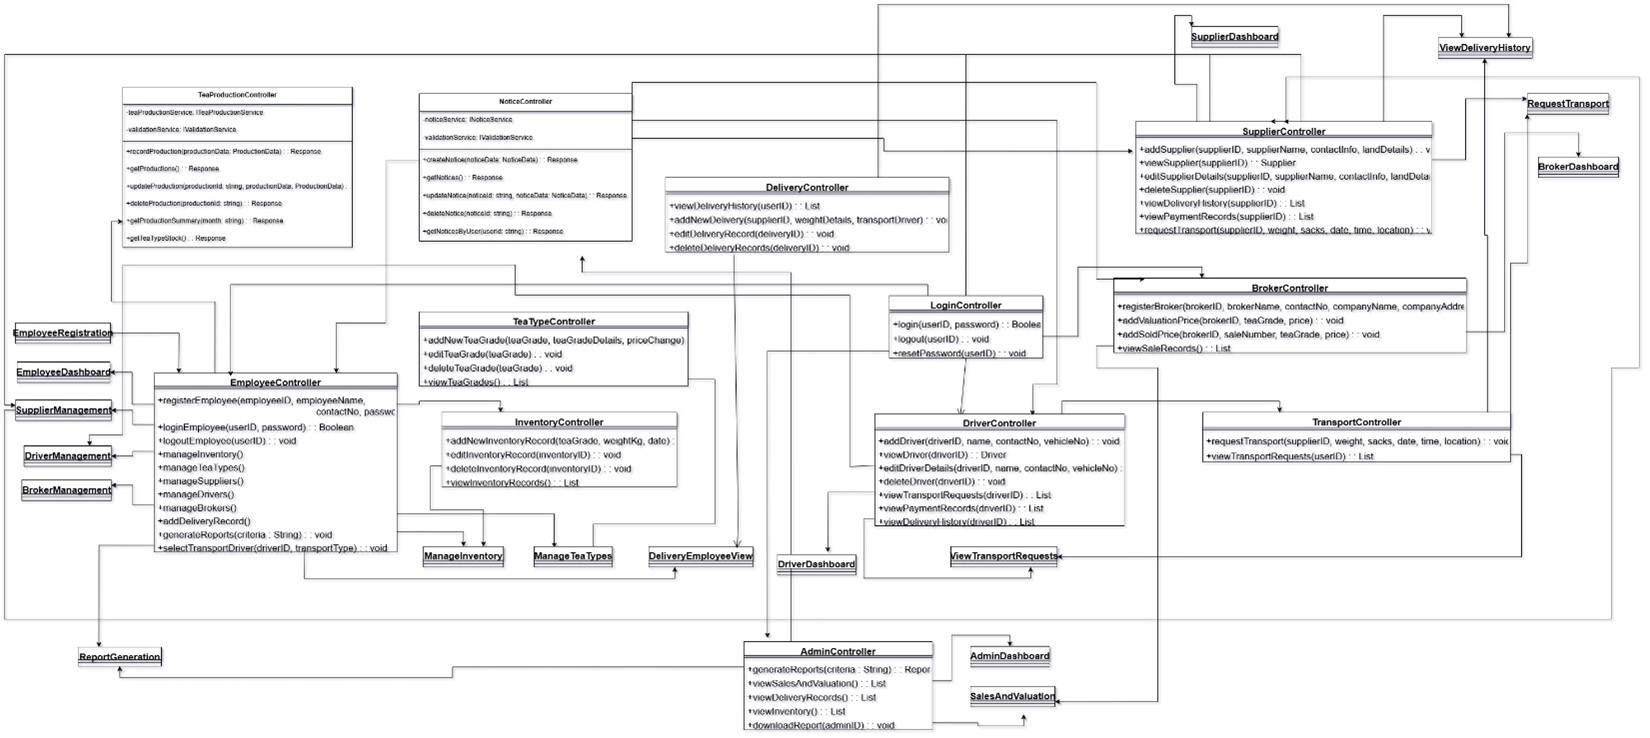 SupplierDashboard
ViewDeliveryHistory
TeaProductionController
-teaProductionService: ITeaProductionService
-validationService: IValidationService
+recordProduction(productionData: ProductionData) : : Response
+getProductions() : : Response
+updateProduction(productionId: string, productionData: ProductionData) :
+deleteProduction(productionId: string) : : Response
+getProductionSummery(month: string) : : Response
+getTeaTypeStock() : : Response
NoticeController
-noticeService: INoticeService
-validationService: IValidationService
+createNotice(noticeData: NoticeData) : : Response
+getNotices() : : Response
+updateNotice(noticeId: string, noticeData: NoticeData) : : Response
+deleteNotice(noticeId: string) : : Response
+getNoticesByUser(userId: string) : : Response
RequestTransport
SupplierController
+addSupplier(supplierID, supplierName, contactInfo, landDetails) : : v
+viewSupplier(supplierID) : : Supplier
+editSupplierDetails(supplierID, supplierName, contactInfo, landDetai
+deleteSupplier(supplierID) : : void
+viewDeliveryHistory(supplierID) : : List
+viewPaymentRecords(supplierID) : : List
+requestTransport(supplierID, weight, sacks, date, time, location) : : v
BrokerDashboard
DeliveryController
+viewDeliveryHistory(userID) : : List
+addNewDelivery(supplierID, weightDetails, transportDriver) : : voi
+editDeliveryRecord(deliveryID) : : void
+deleteDeliveryRecords(deliveryID) : : void
BrokerController
+registerBroker(brokerID, brokerName, contactNo, companyName, companyAddre
+addValuationPrice(brokerID, teaGrade, price) : : void
+addSoldPrice(brokerID, saleNumber, teaGrade, price) : : void
+viewSaleRecords() : : List
LoginController
+login(userID, password) : : Boolea
+logout(userID) : : void
+resetPassword(userID) : : void
TeaTypeController
+addNewTeaGrade(teaGrade, teaGradeDetails, priceChange)
+editTeaGrade(teaGrade) : : void
+deleteTeaGrade(teaGrade) : : void
+viewTeaGrades() : : List
EmployeeRegistration
EmployeeDashboard
SupplierManagement
DriverManagement
BrokerManagement
EmployeeController
+registerEmployee(employeeID, employeeName,
contactNo, passwo
+loginEmployee(userID, password) : : Boolean
+logoutEmployee(userID) : : void
+manageInventory()
+manageTeaTypes()
+manageSuppliers()
+manageDrivers()
+manageBrokers()
+addDeliveryRecord()
+generateReports(criteria : String) : : void
+selectTransportDriver(driverID, transportType) : : void
InventoryController
+addNewInventoryRecord(teaGrade, weightKg, date) :
+editInventoryRecord(inventoryID) : : void
+deleteInventoryRecord(inventoryID) : : void
+viewInventoryRecords() : : List
DriverController
+addDriver(driverID, name, contactNo, vehicleNo) : : void
+viewDriver(driverID) : : Driver
+editDriverDetails(driverID, name, contactNo, vehicleNo) :
+deleteDriver(driverID) : : void
+viewTransportRequests(driverID) : : List
+viewPaymentRecords(driverID) : : List
+viewDeliveryHistory(driverID) : : List
TransportController
+requestTransport(supplierID, weight, sacks, date, time, location) : : voic
+viewTransportRequests(userID) : : List
ManageInventory
ManageTeaTypes
DeliveryEmployeeView
DriverDashboard
ViewTransportRequests
ReportGeneration
AdminController
+generateReports(criteria : String) : : Repor
+viewSalesAndValuation() : : List
+viewDeliveryRecords() : : List
+viewInventory() : : List
+downloadReport(adminID) : : void
AdminDashboard
SalesAndValuation